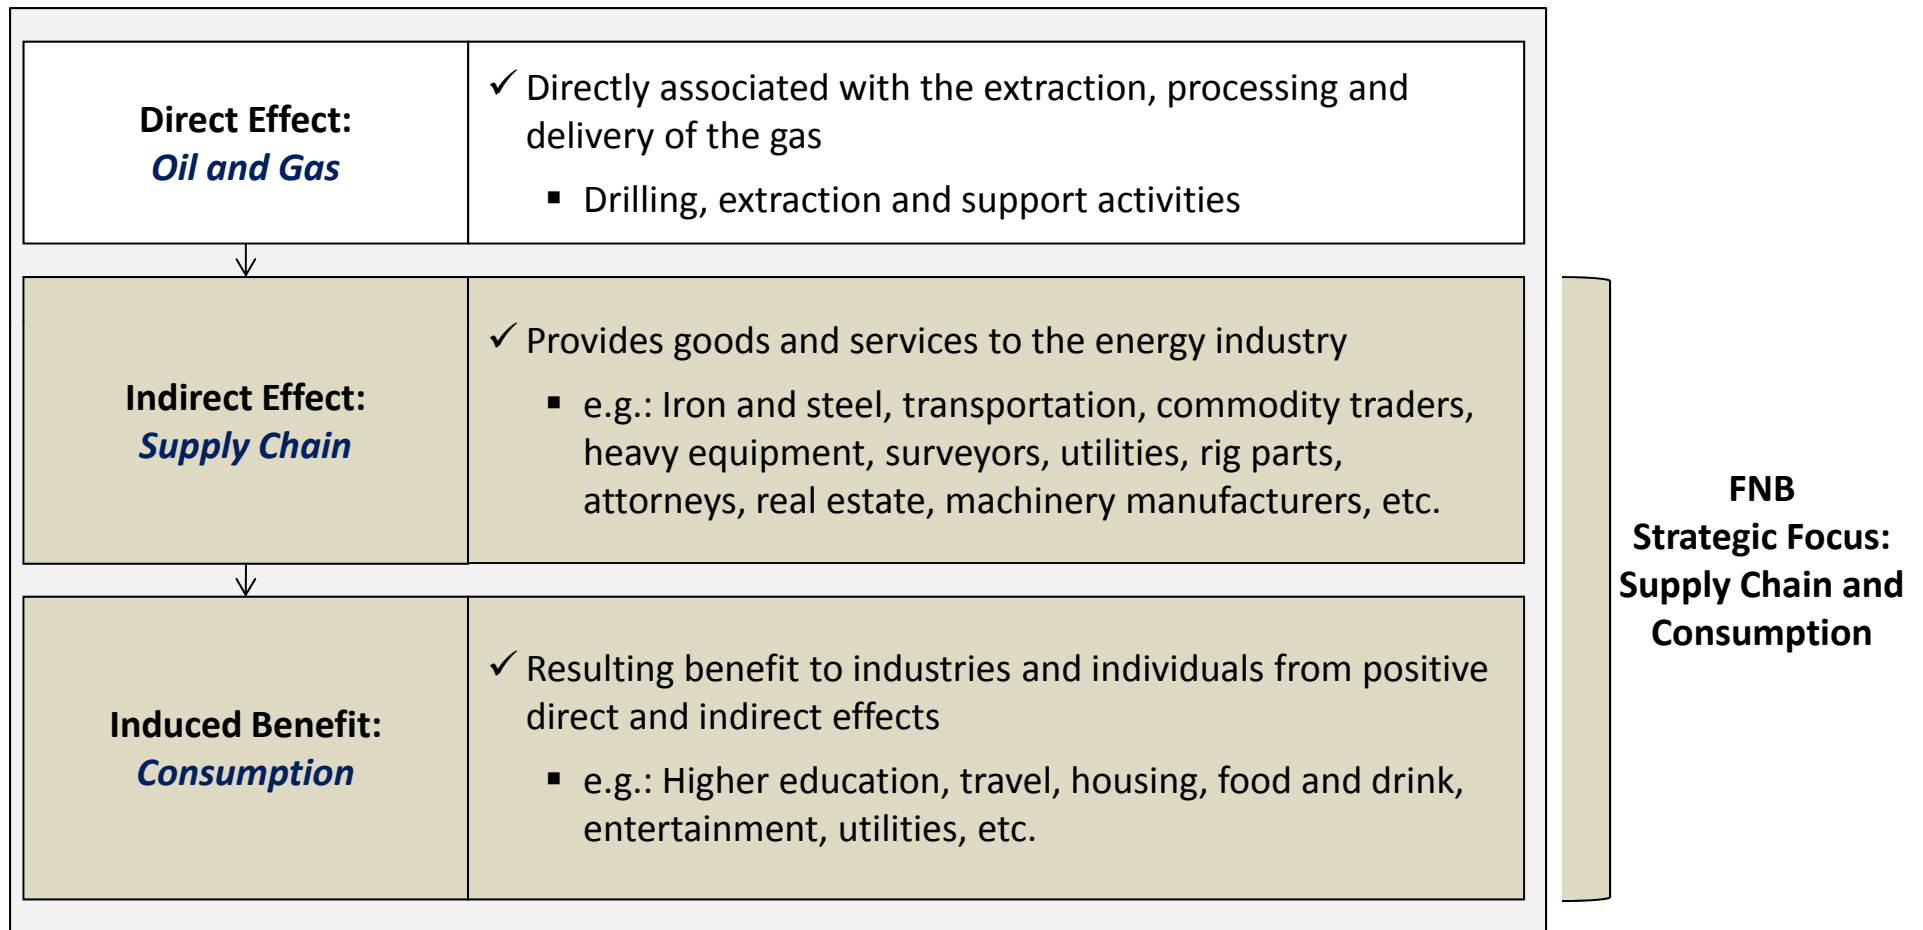 Direct Effect:
Oil and Gas
✓ Directly associated with the extraction, processing and
delivery of the gas
▪ Drilling, extraction and support activities
Indirect Effect:
Supply Chain
✓ Provides goods and services to the energy industry
▪ e.g.: Iron and steel, transportation, commodity traders,
heavy equipment, surveyors, utilities, rig parts,
attorneys, real estate, machinery manufacturers, etc.
Induced Benefit:
Consumption
✓ Resulting benefit to industries and individuals from positive
direct and indirect effects
▪ e.g.: Higher education, travel, housing, food and drink,
entertainment, utilities, etc.
FNB
Strategic Focus:
Supply Chain and
Consumption